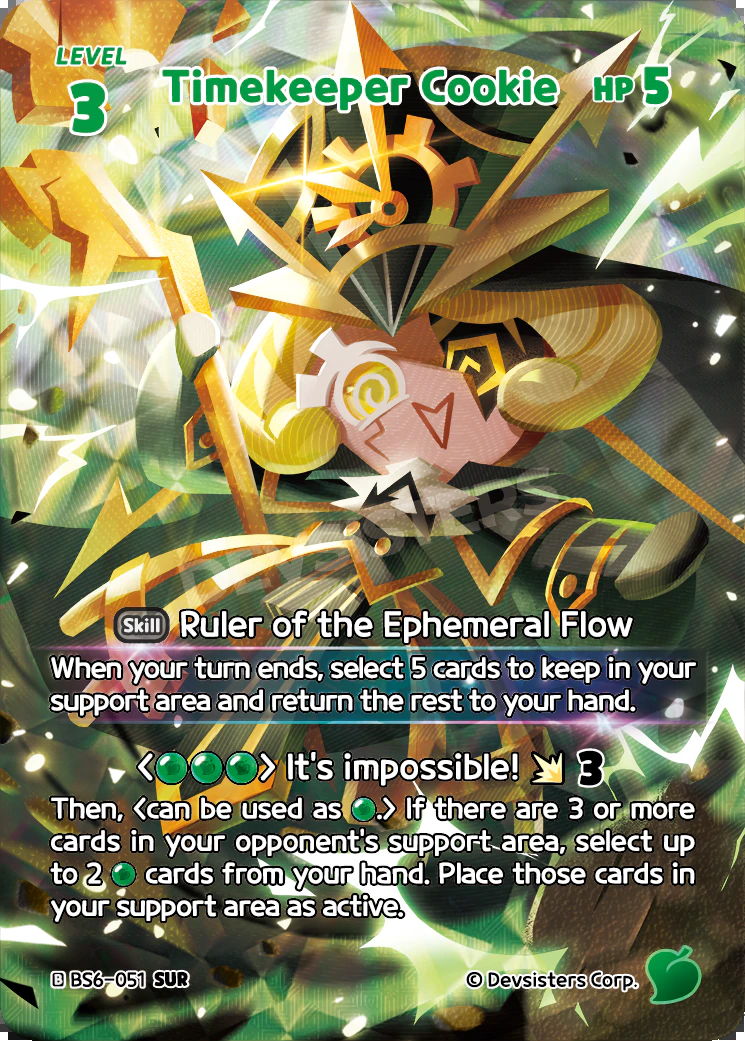 LEVEL
3
Timekeeper Cookie
HP 5
DEVSISTERS
Skill Ruler of the Ephemeral Flow
When your turn ends, select 5 cards to keep in your
support area and return the rest to your hand.
< > It's impossible! 3
Then, <can be used as .> If there are 3 or more
cards in your opponent's support area, select up
to 2 cards from your hand. Place those cards in
your support area as active.
B BS6-051 SUR
© Devsisters Corp.